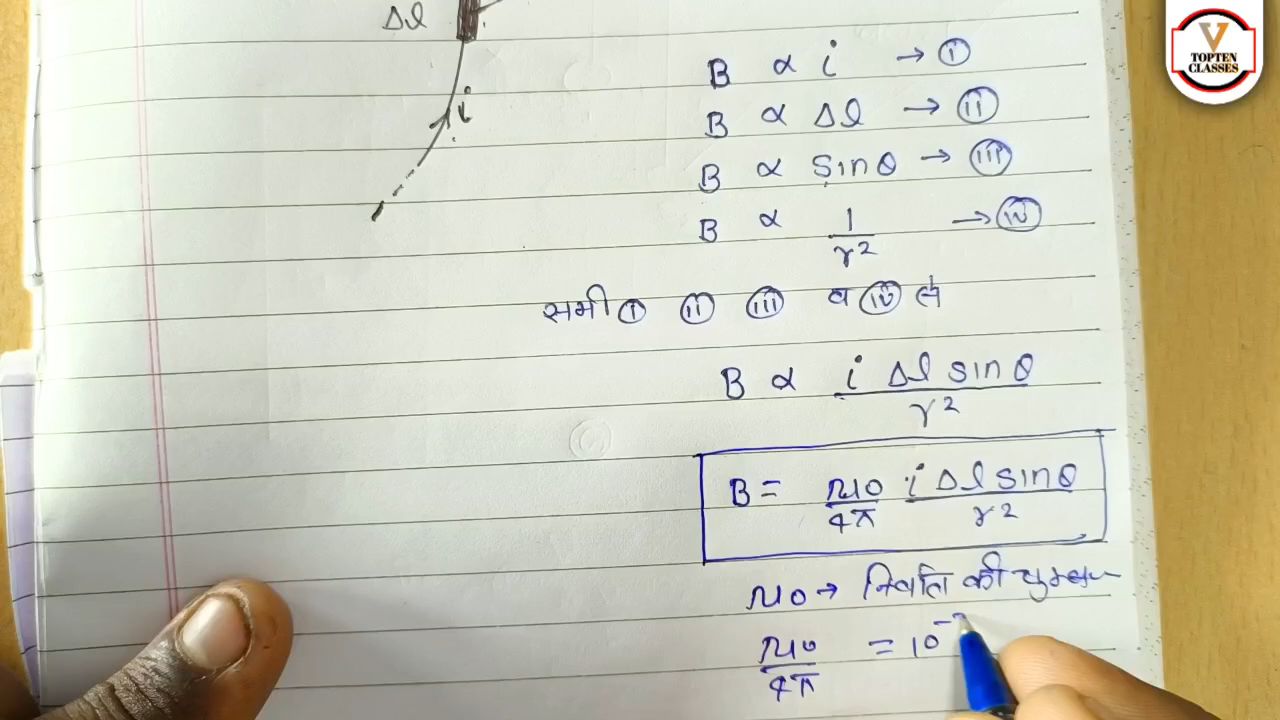 Δl
i
V
TOPTEN
CLASSES
B ∝ i → (i)
B ∝ Δl → (ii)
B ∝ sinθ → (iii)
B ∝ 1/r² → (iv)
सभी (i) (ii) (iii) व (iv) से
B ∝ i Δl sinθ / r²
B = μ0/4π i Δl sinθ / r²
μ0 → निर्वात की
μ0/4π = 10⁻